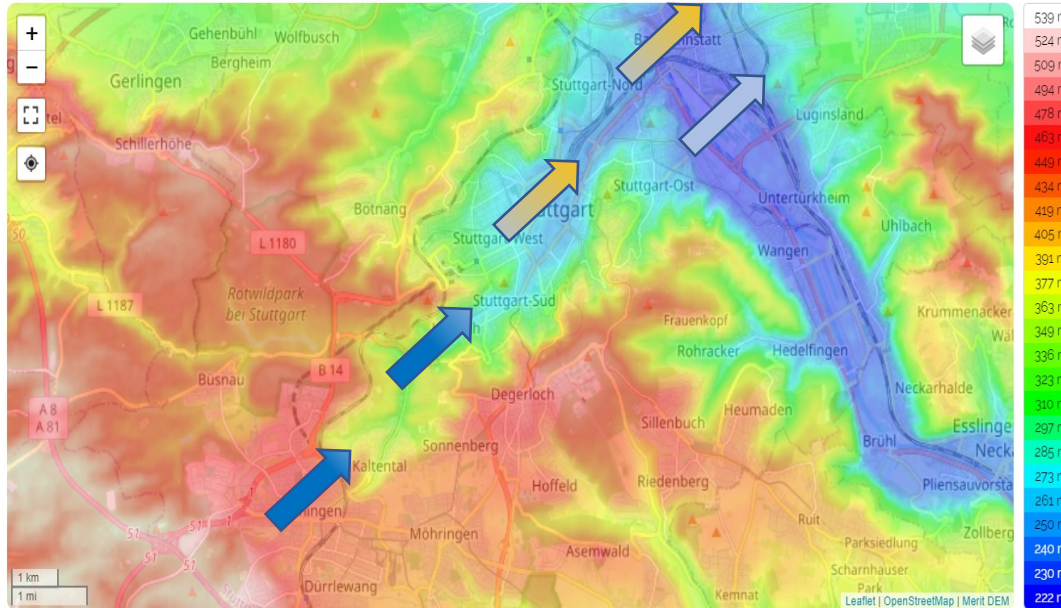 +
−
Gehenbühl
Wolfbusch
Bergheim
Gerlingen
Schillerhöhe
Stuttgart-Nord
Luginsland
Botnang
Stuttgart-Ost
Untertürkheim
Uhlbach
L 1180
Stuttgart-West
Wangen
50
L 1187
Rotwildpark
bei Stuttgart
Stuttgart-Süd
Krummenacker
Frauenkopf
Rohracker
Hedelfingen
B 14
Busnau
Degerloch
Neckarhalde
A 8
A 81
Heumaden
Sillenbuch
Sonnenberg
Brühl
Kaltental
Hoffeld
Riedenberg
51
51
51
Möhringen
Ruit
Zollberg
Asemwald
Parksiedlung
Scharnhauser
Park
Dürrlewang
Kemnat
1 km
1 mi
Leaflet | OpenStreetMap | Merit DEM
539
524
509
494
478
463
449
434
419
405
391
377
363
349
336
323
310
297
285
273
261
250
240
230
222